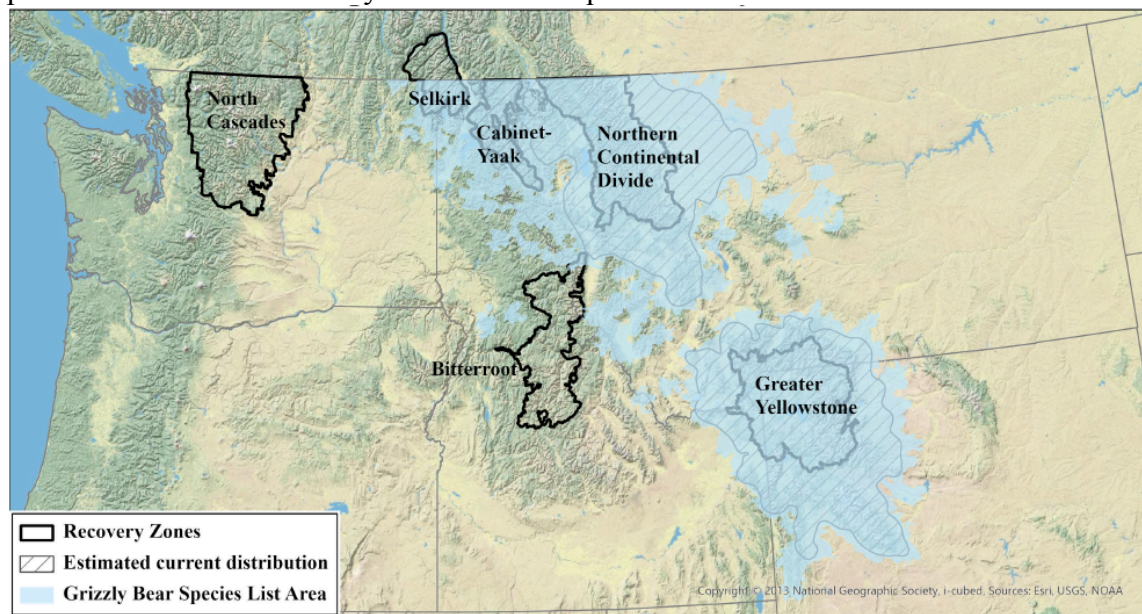 North
Cascades
Selkirk
Cabinet-
Yaak
Northern
Continental
Divide
Bitterroot
Greater
Yellowstone
Recovery Zones
Estimated current distribution
Grizzly Bear Species List Area
Copyright: © 2013 National Geographic Society, i-cubed, Sources: Esri, USGS, NOAA